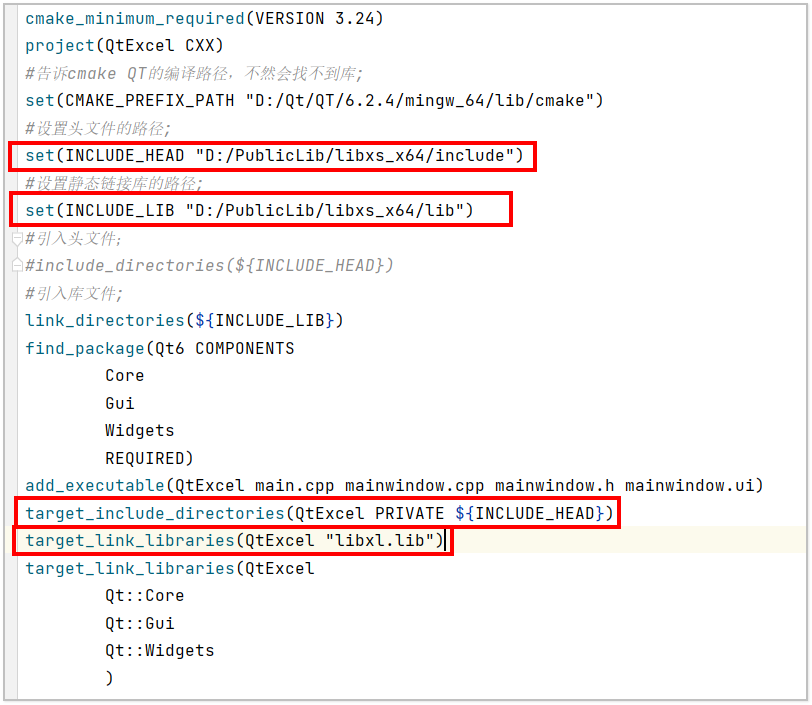 cmake_minimum_required(VERSION 3.24)
project(QtExcel CXX)
#告诉cmake QT的编译路径，不然会找不到库;
set(CMAKE_PREFIX_PATH "D:/Qt/QT/6.2.4/mingw_64/lib/cmake")
#设置头文件的路径;
set(INCLUDE_HEAD "D:/PublicLib/libxs_x64/include")
#设置静态链接库的路径;
set(INCLUDE_LIB "D:/PublicLib/libxs_x64/lib")
#引入头文件;
#include_directories(${INCLUDE_HEAD})
#引入库文件;
link_directories(${INCLUDE_LIB})
find_package(Qt6 COMPONENTS
Core
Gui
Widgets
REQUIRED)
add_executable(QtExcel main.cpp mainwindow.cpp mainwindow.h mainwindow.ui)
target_include_directories(QtExcel PRIVATE ${INCLUDE_HEAD})
target_link_libraries(QtExcel "libxl.lib")
target_link_libraries(QtExcel
Qt::Core
Qt::Gui
Qt::Widgets
)